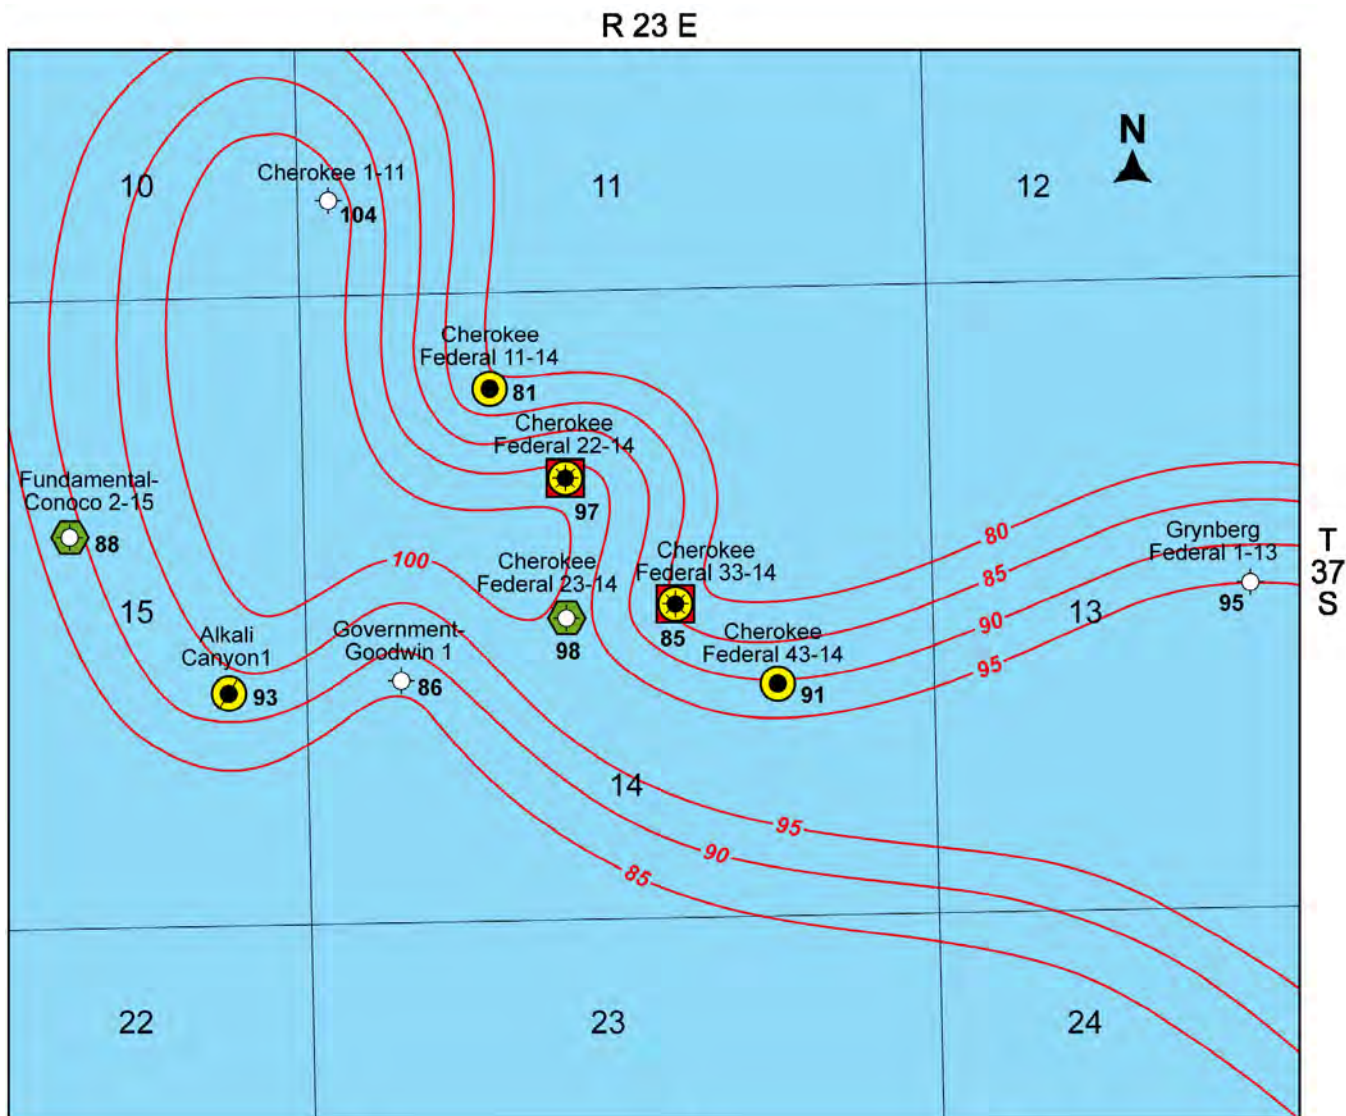 R 23 E
N
10
11
12
Cherokee 1-11
104
Cherokee
Federal 11-14
81
Cherokee
Federal 22-14
97
Fundamental-
Conoco 2-15
88
100
Cherokee
Federal 23-14
98
Cherokee
Federal 33-14
85
80
85
90
95
Grynberg
Federal 1-13
95
T
37
S
13
15
Alkali
Canyon1
93
Government-
Goodwin 1
86
Cherokee
Federal 43-14
91
14
95
90
85
22
23
24